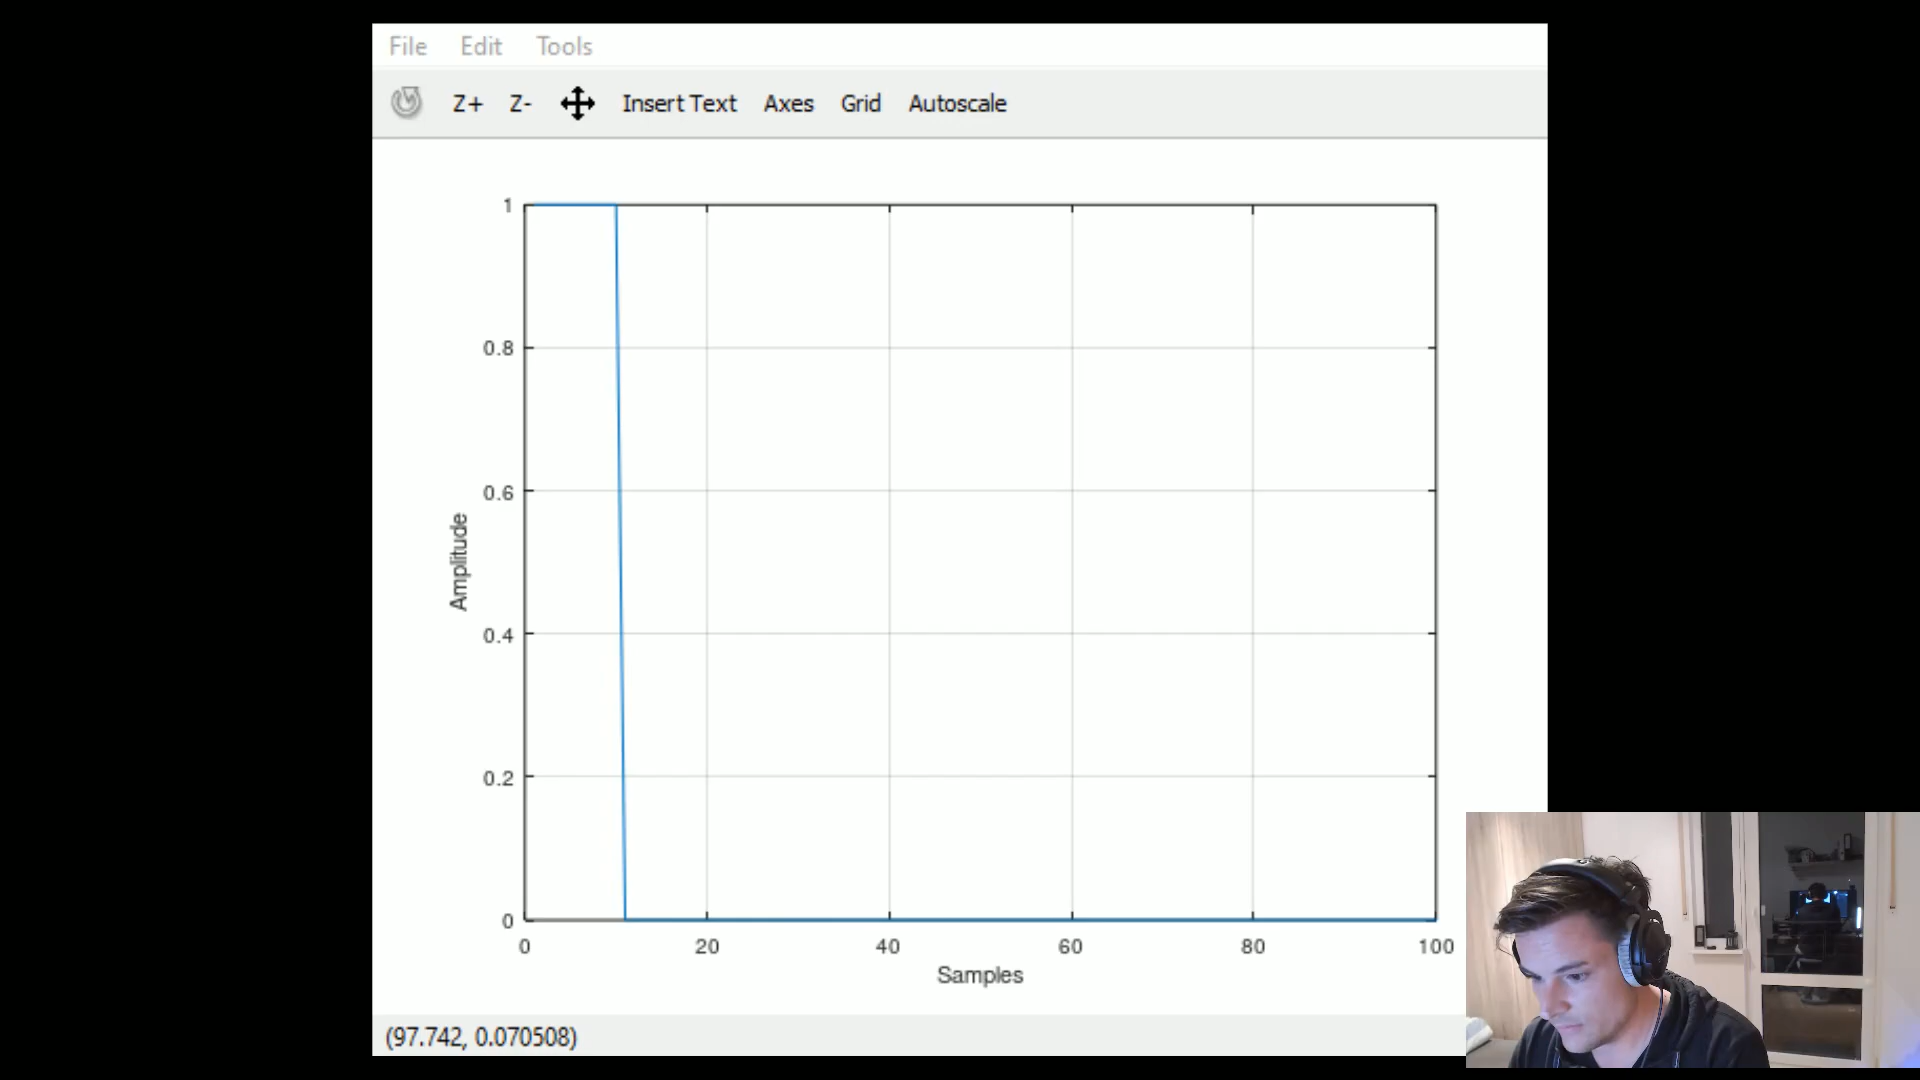 File Edit Tools
Z+ Z- Insert Text Axes Grid Autoscale
1
0.8
0.6
0.4
0.2
0
Amplitude
0 20 40 60 80 100
Samples
(97.742, 0.070508)